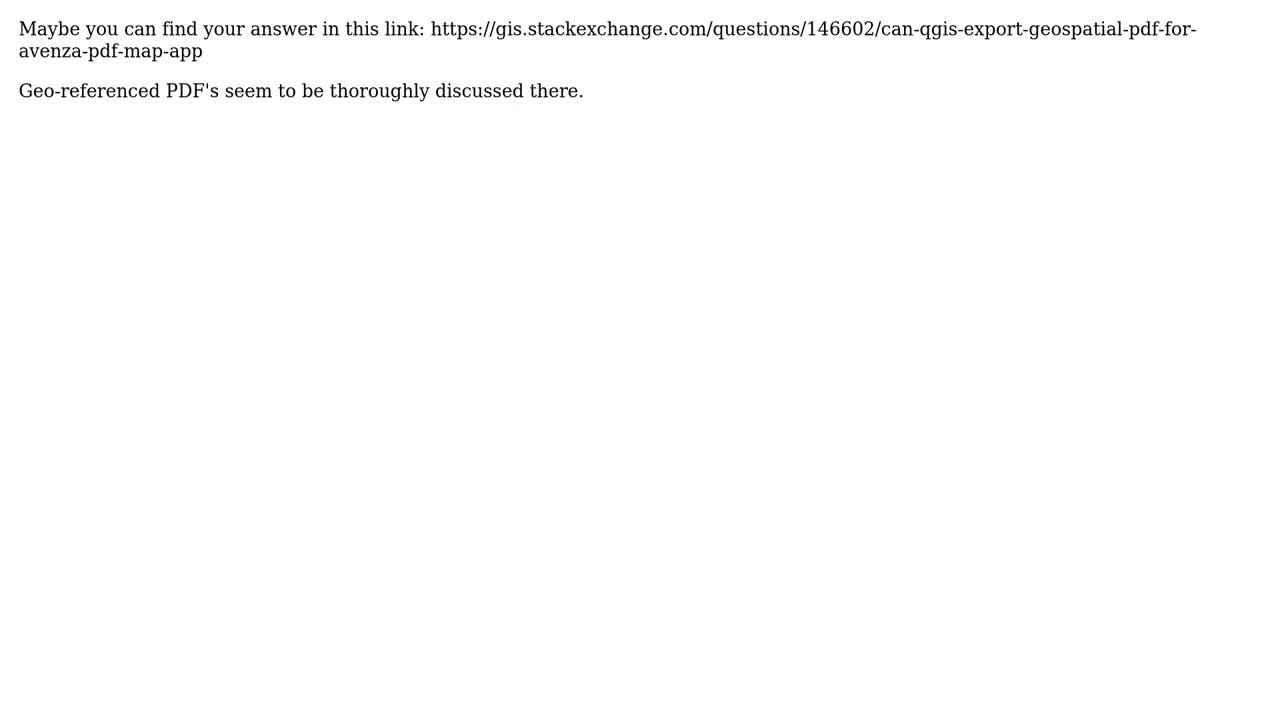 Maybe you can find your answer in this link: https://gis.stackexchange.com/questions/146602/can-qgis-export-geospatial-pdf-for-
avenza-pdf-map-app
Geo-referenced PDF's seem to be thoroughly discussed there.